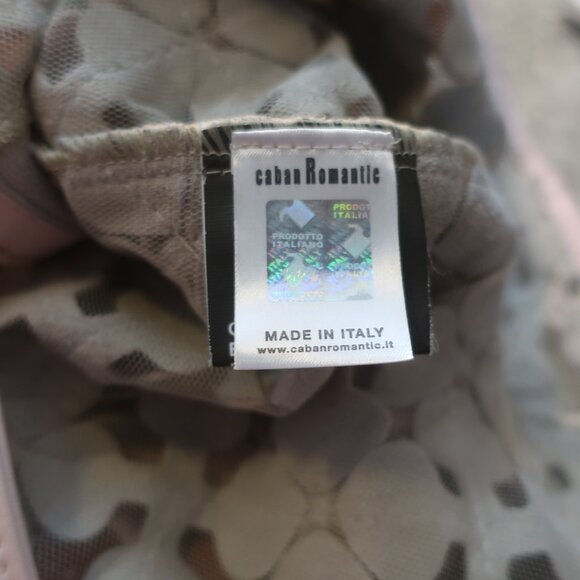 caban Romantic
PRODOTTO
ITALIA
PRODOTTO
ITALIANO
MADE IN ITALY
www.cabanromantic.it